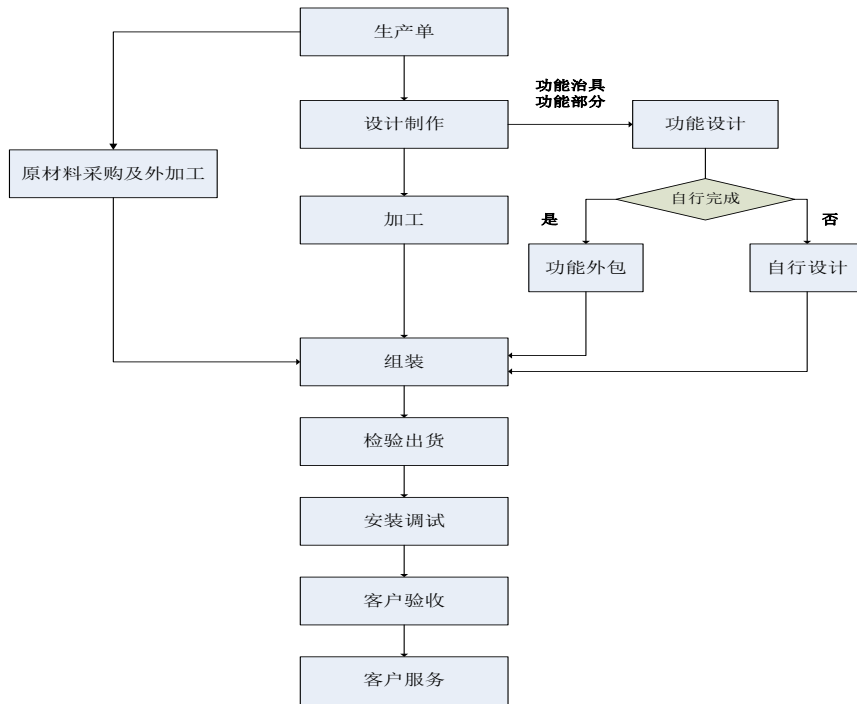 生产单
功能治具
功能部分
设计制作
功能设计
原材料采购及外加工
自行完成
加工
是
否
功能外包
自行设计
组装
检验出货
安装调试
客户验收
客户服务